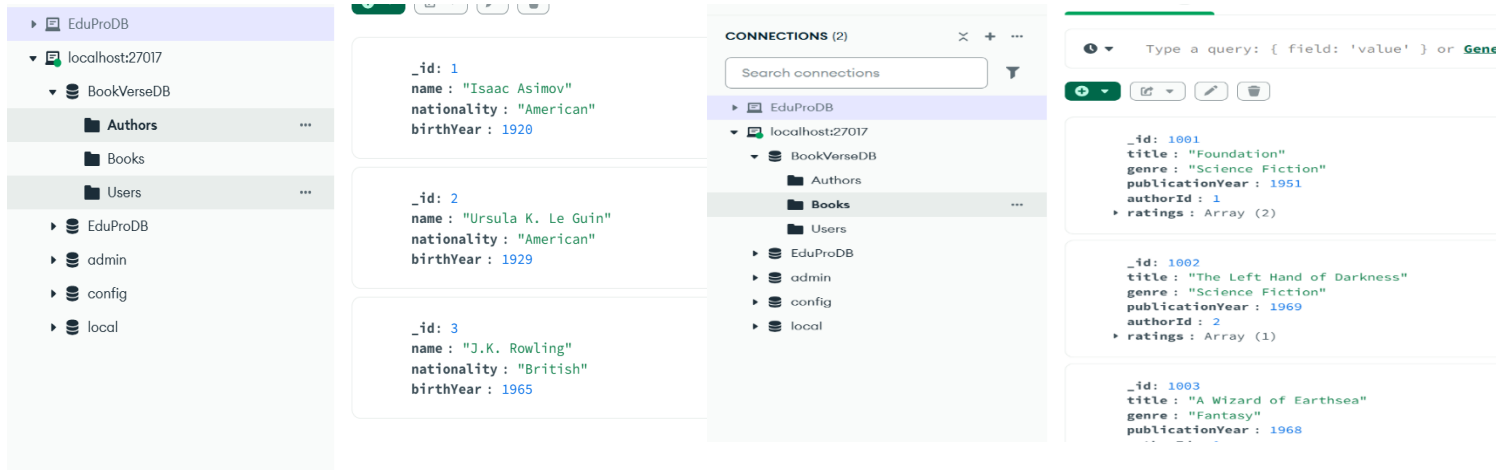 EduProDB
localhost:27017
BookVerseDB
Authors
Books
Users
EduProDB
admin
config
local
_id: 1
name : "Isaac Asimov"
nationality : "American"
birthYear : 1920
_id: 2
name : "Ursula K. Le Guin"
nationality : "American"
birthYear : 1929
_id: 3
name : "J.K. Rowling"
nationality : "British"
birthYear : 1965
CONNECTIONS (2)
Search connections
EduProDB
localhost:27017
BookVerseDB
Authors
Books
Users
EduProDB
admin
config
local
Type a query: { field: 'value' } or Gene
_id: 1001
title : "Foundation"
genre : "Science Fiction"
publicationYear : 1951
authorId : 1
ratings : Array (2)
_id: 1002
title : "The Left Hand of Darkness"
genre : "Science Fiction"
publicationYear : 1969
authorId : 2
ratings : Array (1)
_id: 1003
title : "A Wizard of Earthsea"
genre : "Fantasy"
publicationYear : 1968